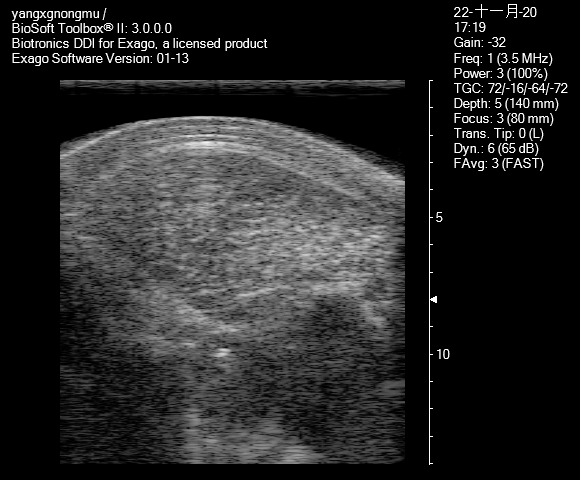 yangxgnongmu /
BioSoft Toolbox® II: 3.0.0.0
Biotronics DDI for Exago, a licensed product
Exago Software Version: 01-13
22-十一月-20
17:19
Gain: -32
Freq: 1 (3.5 MHz)
Power: 3 (100%)
TGC: 72/-16/-64/-72
Depth: 5 (140 mm)
Focus: 3 (80 mm)
Trans. Tip: 0 (L)
Dyn.: 6 (65 dB)
FAvg: 3 (FAST)
5
10